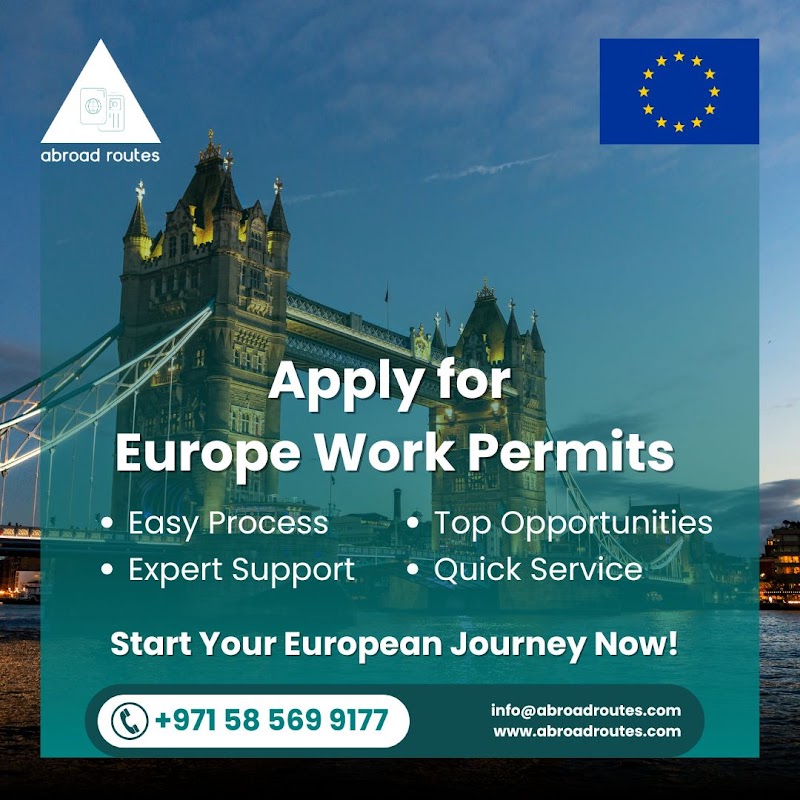 abroad routes
Apply for
Europe Work Permits
• Easy Process
• Top Opportunities
• Expert Support
• Quick Service
Start Your European Journey Now!
+971 58 569 9177
info@abroadroutes.com
www.abroadroutes.com